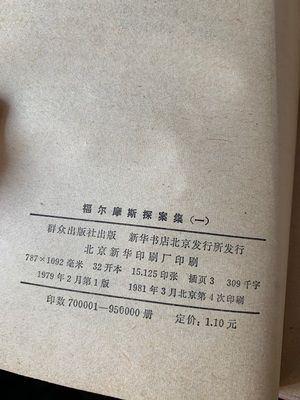 福尔摩斯探案集(一)
群众出版社出版 新华书店北京发行所发行
北京新华印刷厂印刷
787×1092毫米 32开本 15.125印张 插页3 309千字
1979年2月第1版 1981年3月北京第4次印刷
印数700001—950000册 定价:1.10元